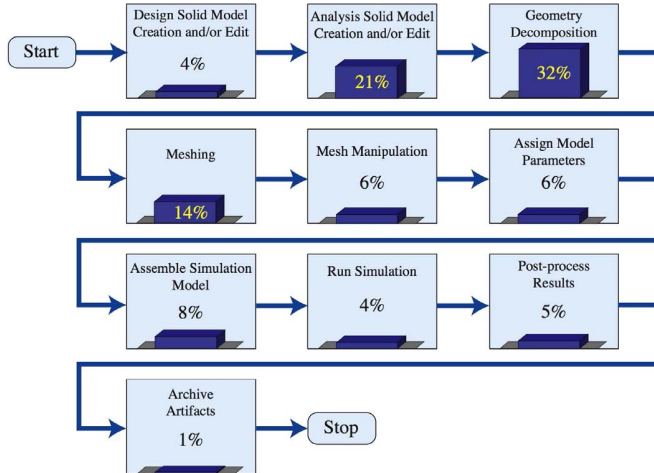 Start
Design Solid Model
Creation and/or Edit
4%
Analysis Solid Model
Creation and/or Edit
21%
Geometry
Decomposition
32%
Meshing
14%
Mesh Manipulation
6%
Assign Model
Parameters
6%
Assemble Simulation
Model
8%
Run Simulation
4%
Post-process
Results
5%
Archive
Artifacts
1%
Stop